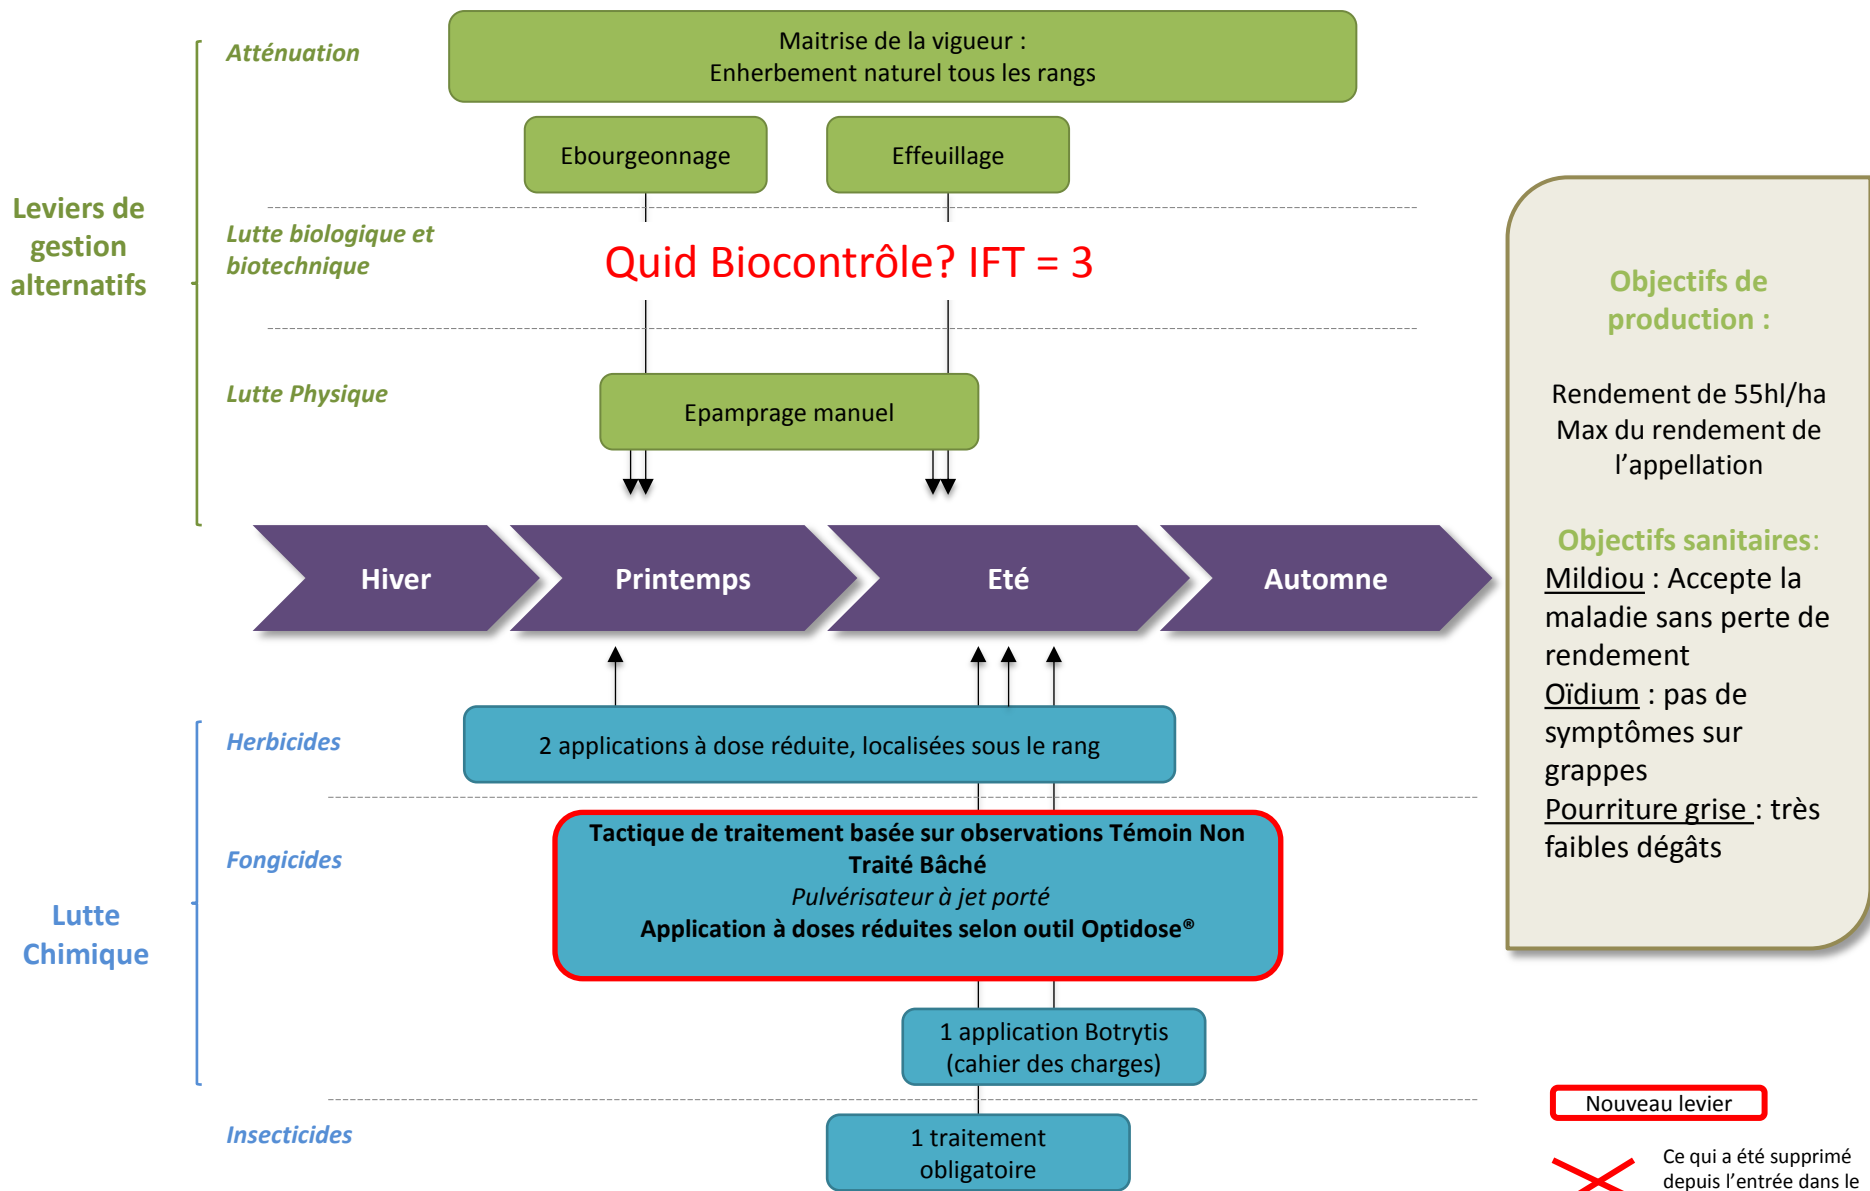 Atténuation
Maitrise de la vigueur :
Enherbement naturel tous les rangs
Ebourgeonnage
Effeuillage
Leviers de
gestion
alternatifs
Lutte biologique et
biotechnique
Quid Biocontrôle? IFT = 3
Lutte Physique
Epamprage manuel
Hiver
Printemps
Eté
Automne
Herbicides
2 applications à dose réduite, localisées sous le rang
Fongicides
Tactique de traitement basée sur observations Témoin Non
Traité Bâché
Pulvérisateur à jet porté
Application à doses réduites selon outil Optidose®
Lutte
Chimique
1 application Botrytis
(cahier des charges)
Insecticides
1 traitement
obligatoire
Objectifs de
production :
Rendement de 55hl/ha
Max du rendement de
l’appellation
Objectifs sanitaires:
Mildiou : Accepte la
maladie sans perte de
rendement
Oïdium : pas de
symptômes sur
grappes
Pourriture grise : très
faibles dégâts
Nouveau levier
Ce qui a été supprimé
depuis l’entrée dans le